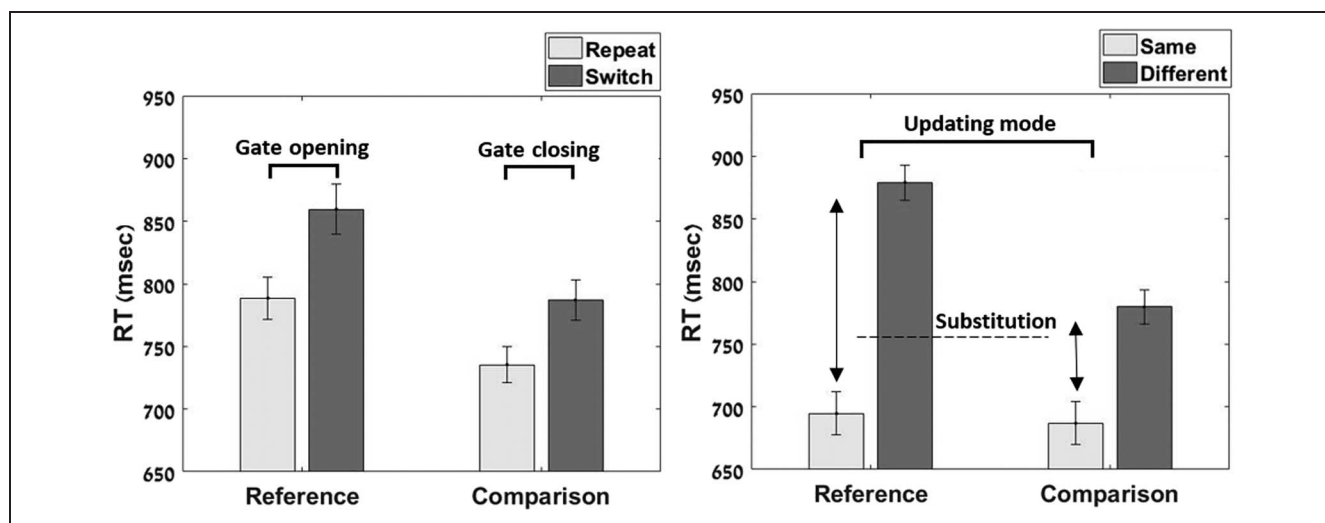 Repeat
Switch
950
900
850
800
750
700
650
RT (msec)
Gate opening
Gate closing
Reference
Comparison
Same
Different
950
900
850
800
750
700
650
RT (msec)
Updating mode
Substitution
Reference
Comparison